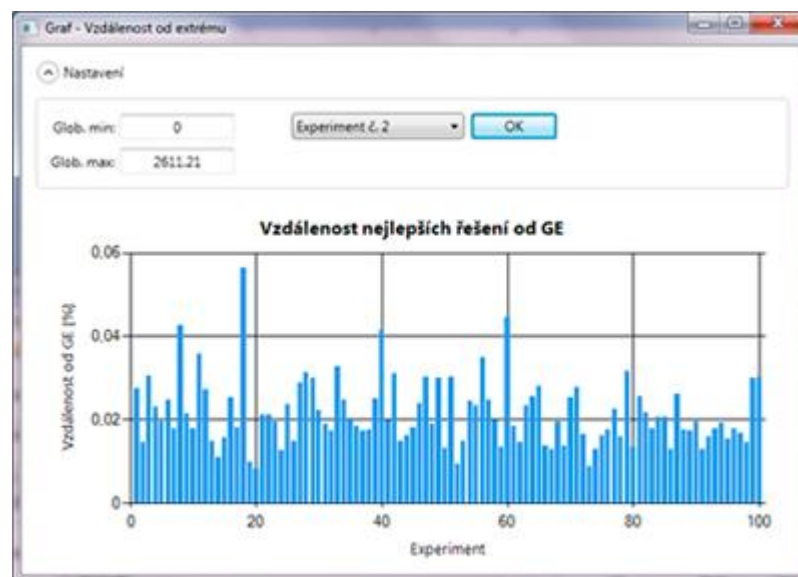 Graf - Vzdálenost od extrému
Nastavení
Glob. min: 0 Experiment č. 2 OK
Glob. max: 2611.21
Vzdálenost nejlepších řešení od GE
0.06
0.04
0.02
0
Vzdálenost od GE [%]
0 20 40 60 80 100
Experiment